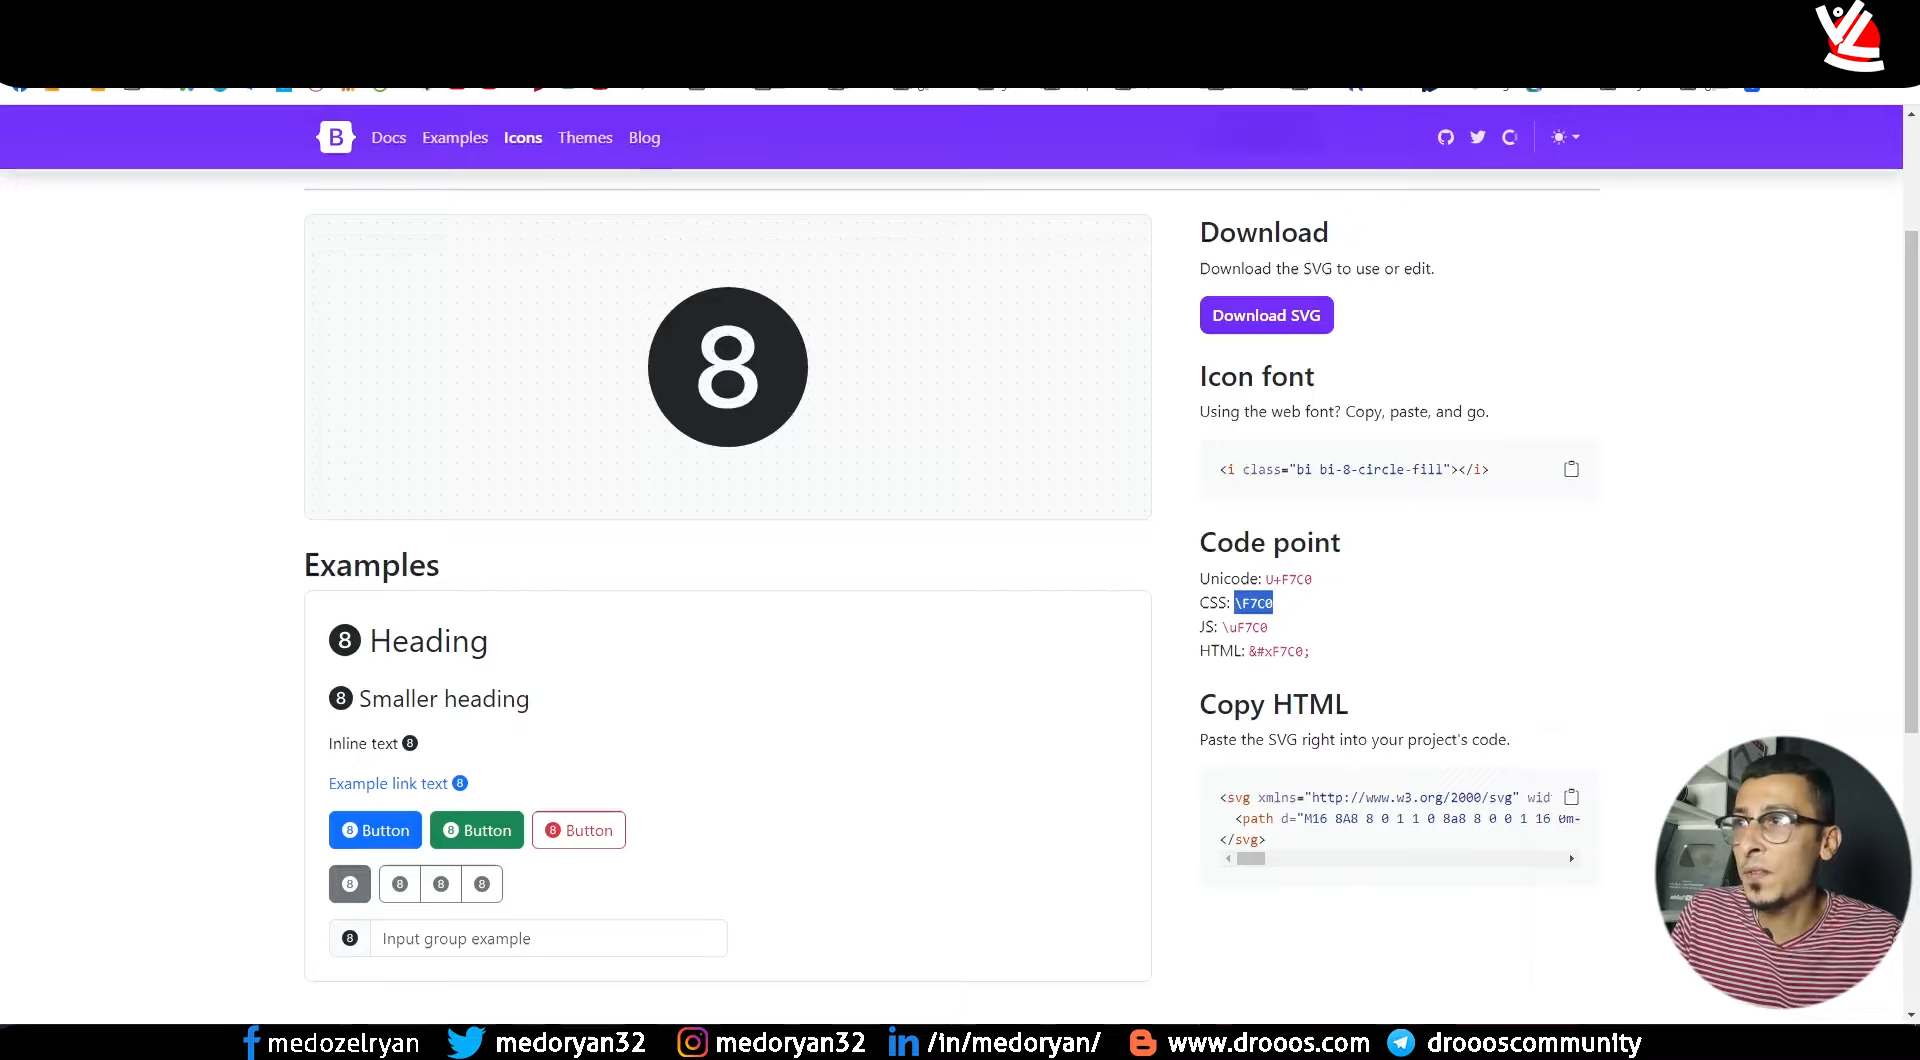 B Docs Examples Icons Themes Blog
8
Download
Download the SVG to use or edit.
Download SVG
Icon font
Using the web font? Copy, paste, and go.
<i class="bi bi-8-circle-fill"></i>
Code point
Unicode: U+F7C0
CSS: \F7C0
JS: \uF7C0
HTML: &#xF7C0;
Copy HTML
Paste the SVG right into your project's code.
<svg xmlns="http://www.w3.org/2000/svg" wid
<path d="M16 8A8 8 0 1 1 0 8a8 8 0 0 1 16 0m-
</svg>
Examples
8 Heading
8 Smaller heading
Inline text 8
Example link text 8
8 Button 8 Button 8 Button
8 8 8 8
8 Input group example
medozelryan medoryan32 medoryan32 /in/medoryan/ www.drooos.com droooscommunity